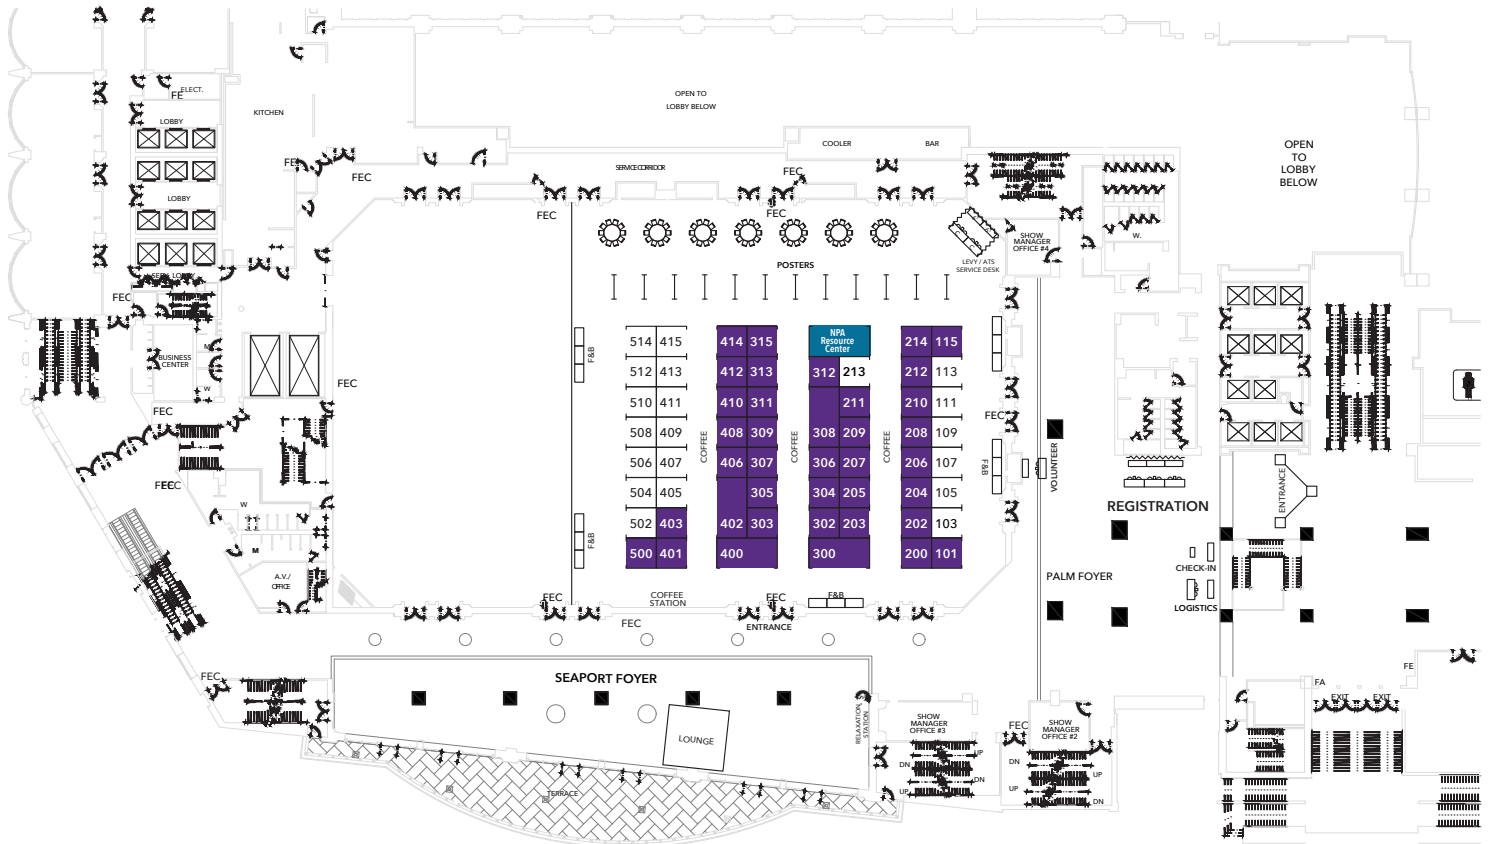 ELECT.
FE
LOBBY
KITCHEN
OPEN TO
LOBBY BELOW
COOLER
BAR
OPEN
TO
LOBBY
BELOW
FE
FEC
SERVICE CORRIDOR
FEC
LOBBY
FEC
FEC
W.
SHOW
MANAGER
OFFICE #4
LEVY / ATS
SERVICE DESK
POSTERS
SERV. LOBBY
FEC
BUSINESS
CENTER
M
W
FEC
FEC
F&B
514 415
414 315
NPA
Resource
Center
214 115
512 413
412 313
312 213
212 113
510 411
410 311
211
210 111
508 409
408 309
308 209
208 109
506 407
406 307
306 207
206 107
504 405
305
304 205
204 105
502 403
402 303
302 203
202 103
500 401
400
300
200 101
COFFEE
COFFEE
COFFEE
FEC
F&B
F&B
VOLUNTEER
REGISTRATION
ENTRANCE
FEC
FEC
W
M
A.V./
OFFICE
CHECK-IN
LOGISTICS
PALM FOYER
FEC
COFFEE
STATION
FEC
F&B
FEC
ENTRANCE
FEC
SEAPORT FOYER
LOUNGE
RELAXATION
STATION
TERRACE
SHOW
MANAGER
OFFICE #3
FEC
SHOW
MANAGER
OFFICE #2
UP
DN
DN
UP
DN
UP
UP
DN
FE
FA
EXIT
EXIT